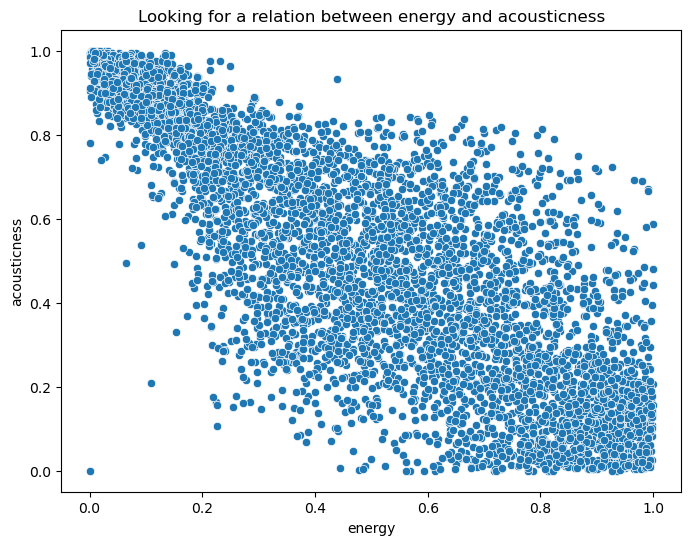 Looking for a relation between energy and acousticness
1.0
0.8
0.6
0.4
0.2
0.0
acousticness
0.0 0.2 0.4 0.6 0.8 1.0
energy